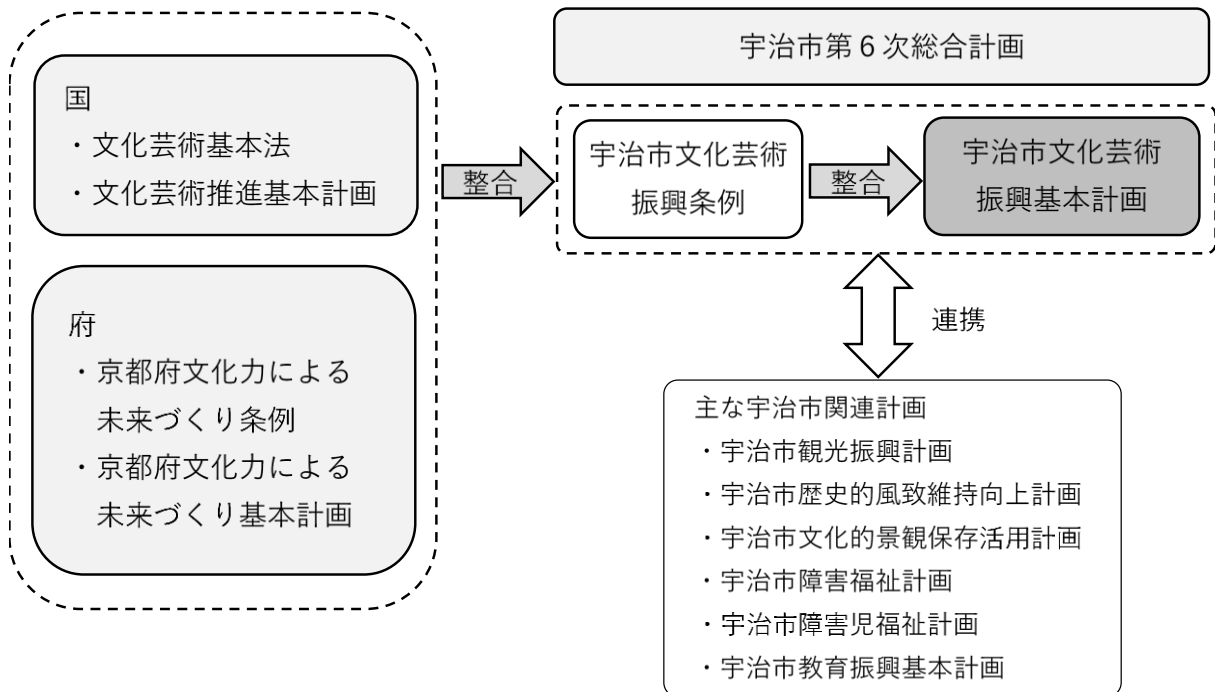 国
・文化芸術基本法
・文化芸術推進基本計画
府
・京都府文化力による
未来づくり条例
・京都府文化力による
未来づくり基本計画
整合
宇治市第6次総合計画
宇治市文化芸術
振興条例
整合
宇治市文化芸術
振興基本計画
連携
主な宇治市関連計画
・宇治市観光振興計画
・宇治市歴史的風致維持向上計画
・宇治市文化的景観保存活用計画
・宇治市障害福祉計画
・宇治市障害児福祉計画
・宇治市教育振興基本計画